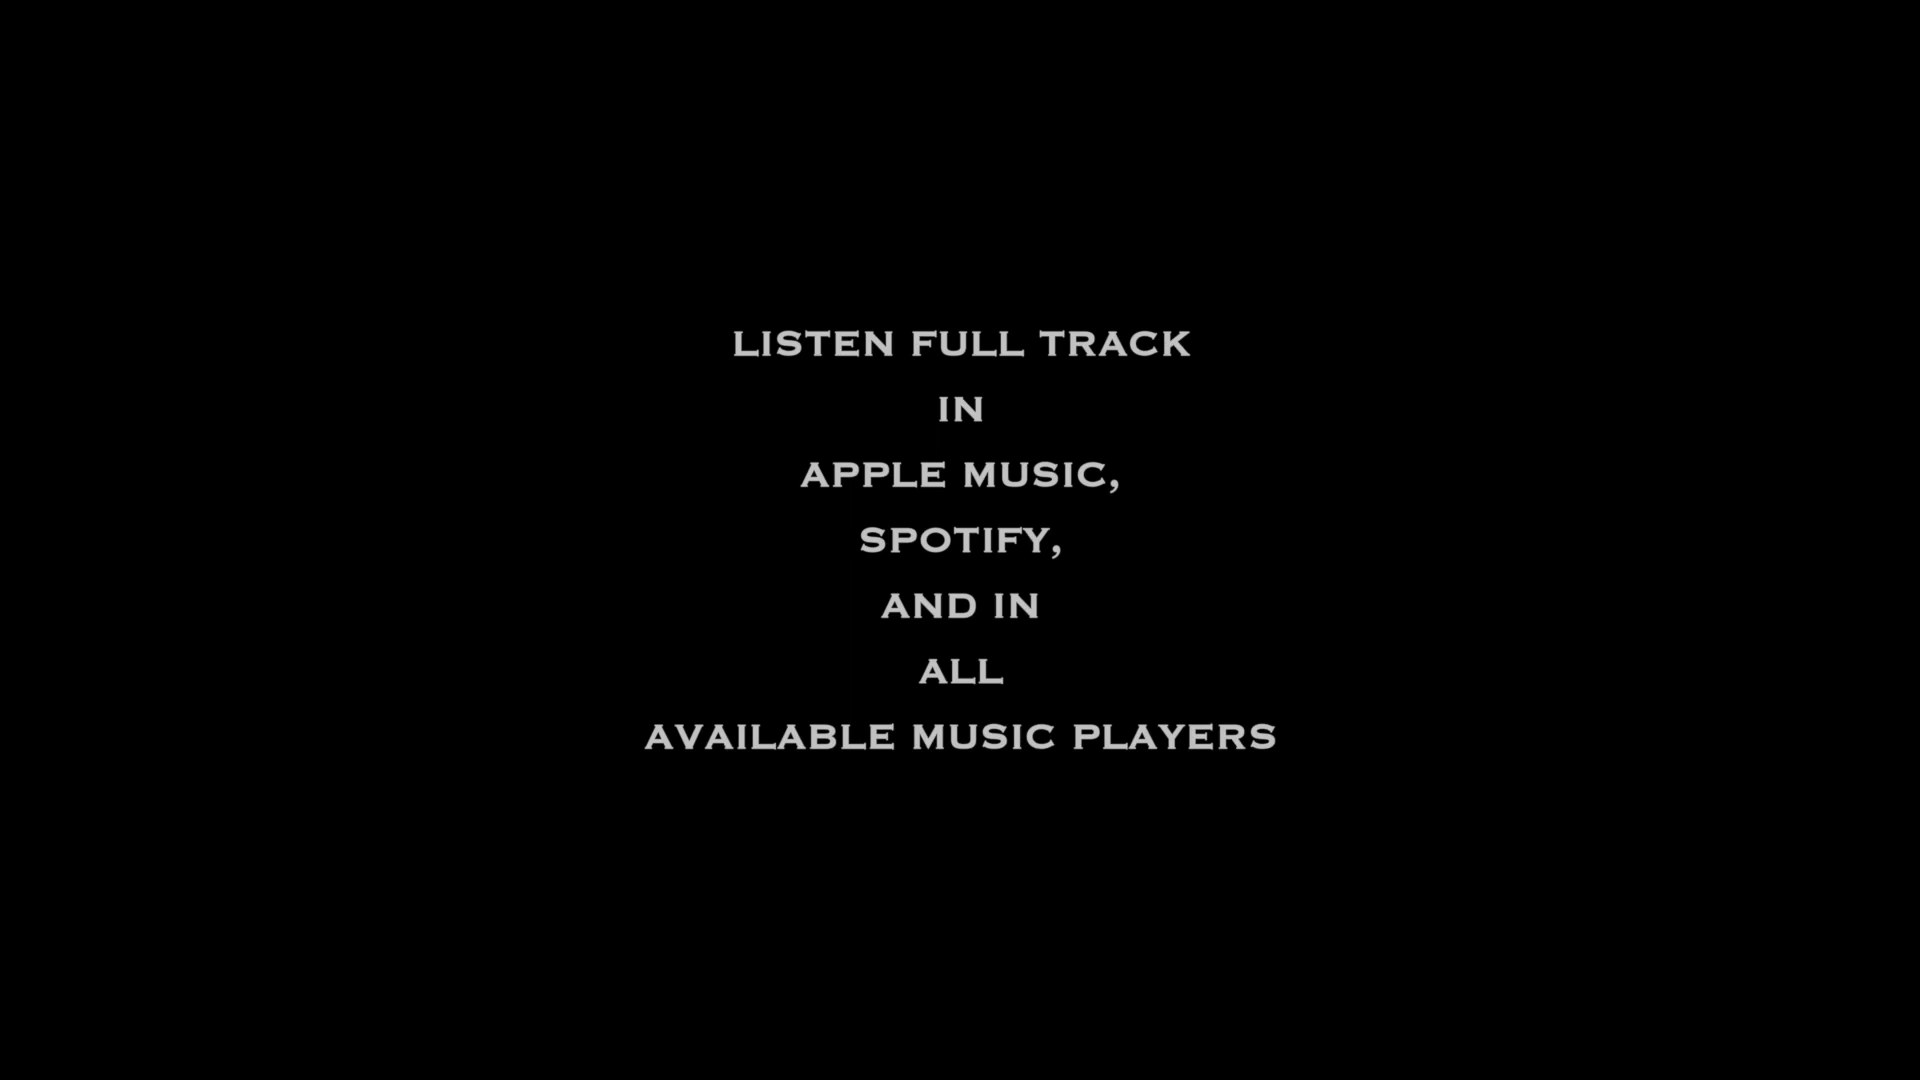 LISTEN FULL TRACK
IN
APPLE MUSIC,
SPOTIFY,
AND IN
ALL
AVAILABLE MUSIC PLAYERS